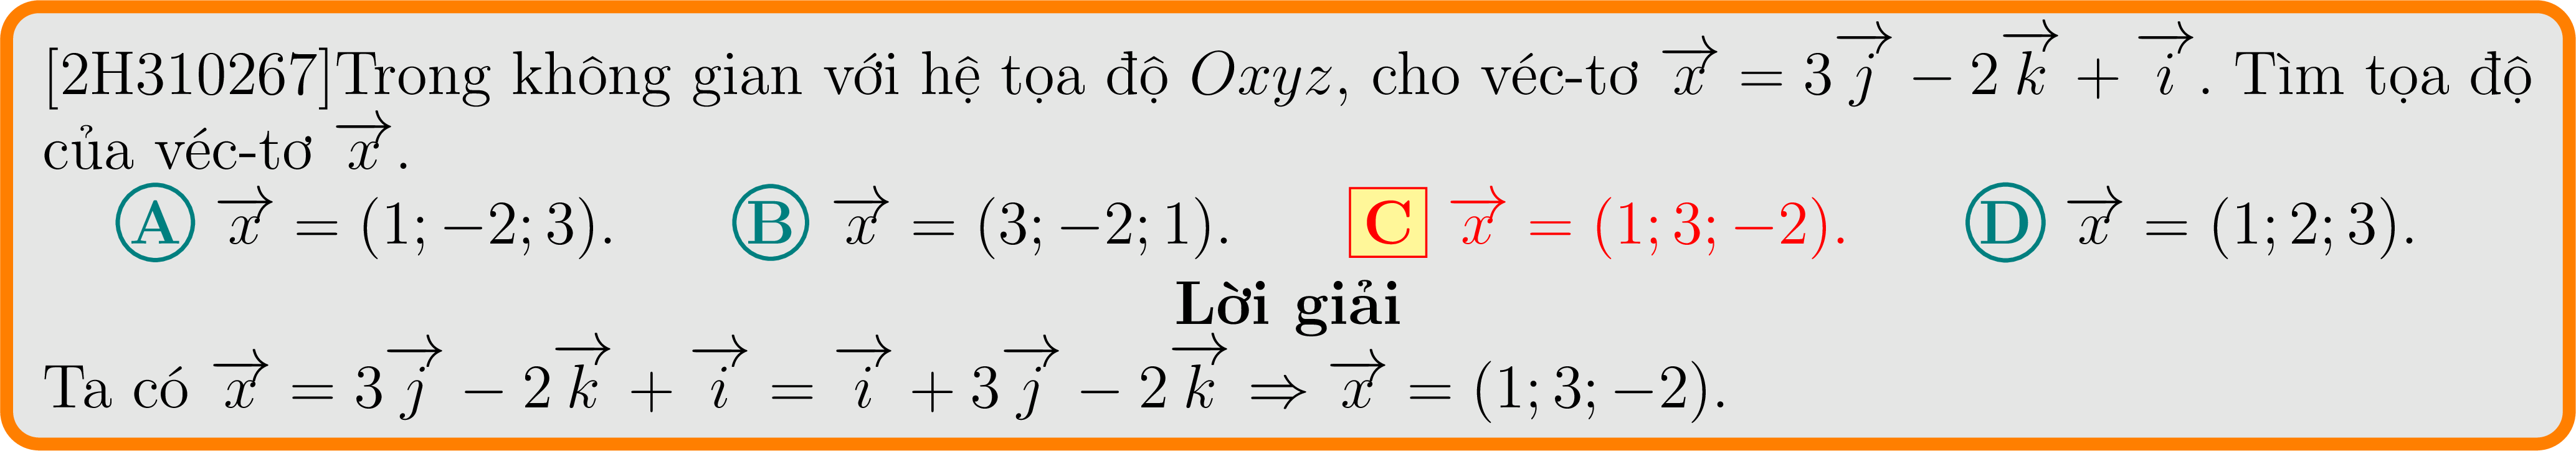 [2H310267]Trong không gian với hệ tọa độ $Oxyz$, cho véc-tơ $\overrightarrow{x} = 3\overrightarrow{j} - 2\overrightarrow{k} + \overrightarrow{i}$. Tìm tọa độ
của véc-tơ $\overrightarrow{x}$.
A $\overrightarrow{x} = (1; -2; 3)$. B $\overrightarrow{x} = (3; -2; 1)$. C $\overrightarrow{x} = (1; 3; -2)$. D $\overrightarrow{x} = (1; 2; 3)$.
Lời giải
Ta có $\overrightarrow{x} = 3\overrightarrow{j} - 2\overrightarrow{k} + \overrightarrow{i} = \overrightarrow{i} + 3\overrightarrow{j} - 2\overrightarrow{k} \Rightarrow \overrightarrow{x} = (1; 3; -2)$.